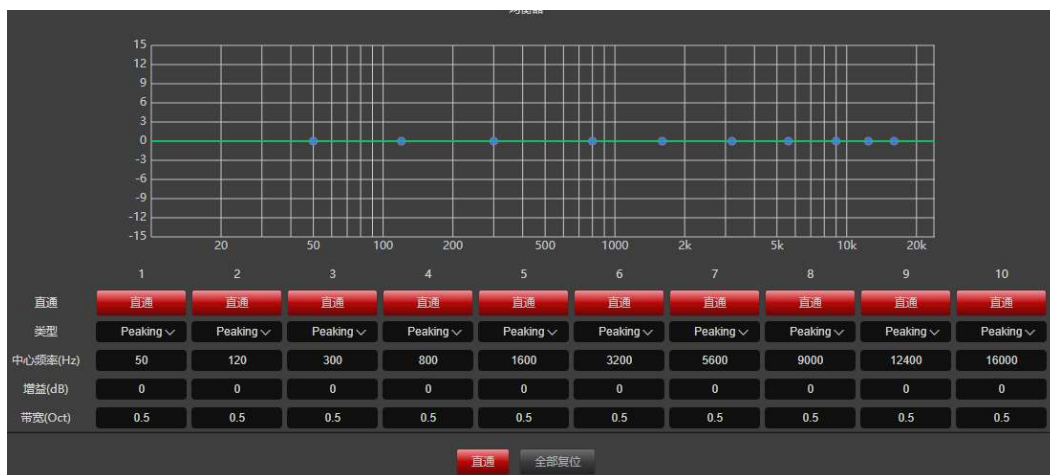 均衡器
15
12
9
6
3
0
-3
-6
-9
-12
-15
20 50 100 200 500 1000 2k 5k 10k 20k
1 2 3 4 5 6 7 8 9 10
直通 直通 直通 直通 直通 直通 直通 直通 直通 直通 直通
类型 Peaking Peaking Peaking Peaking Peaking Peaking Peaking Peaking Peaking Peaking
中心频率(Hz) 50 120 300 800 1600 3200 5600 9000 12400 16000
增益(dB) 0 0 0 0 0 0 0 0 0 0
带宽(Oct) 0.5 0.5 0.5 0.5 0.5 0.5 0.5 0.5 0.5 0.5
直通 全部复位